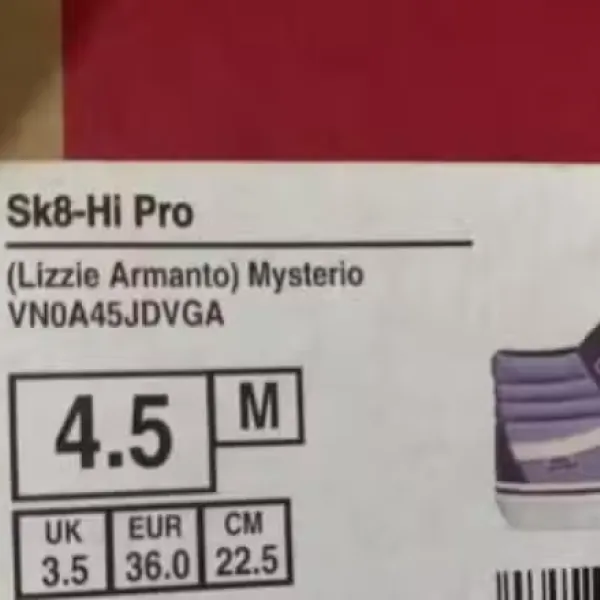 Sk8-Hi Pro
(Lizzie Armanto) Mysterio
VN0A45JDVGA
4.5 M
UK EUR CM
3.5 36.0 22.5